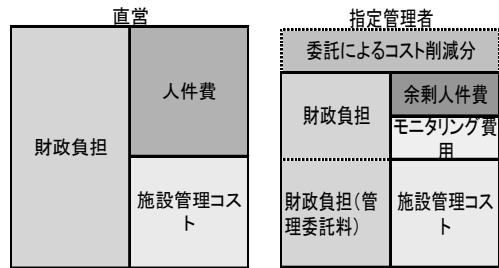 直営
人件費
財政負担
施設管理コス
ト
指定管理者
委託によるコスト削減分
余剰人件費
財政負担
モニタリング費
用
財政負担(管
理委託料)
施設管理コス
ト